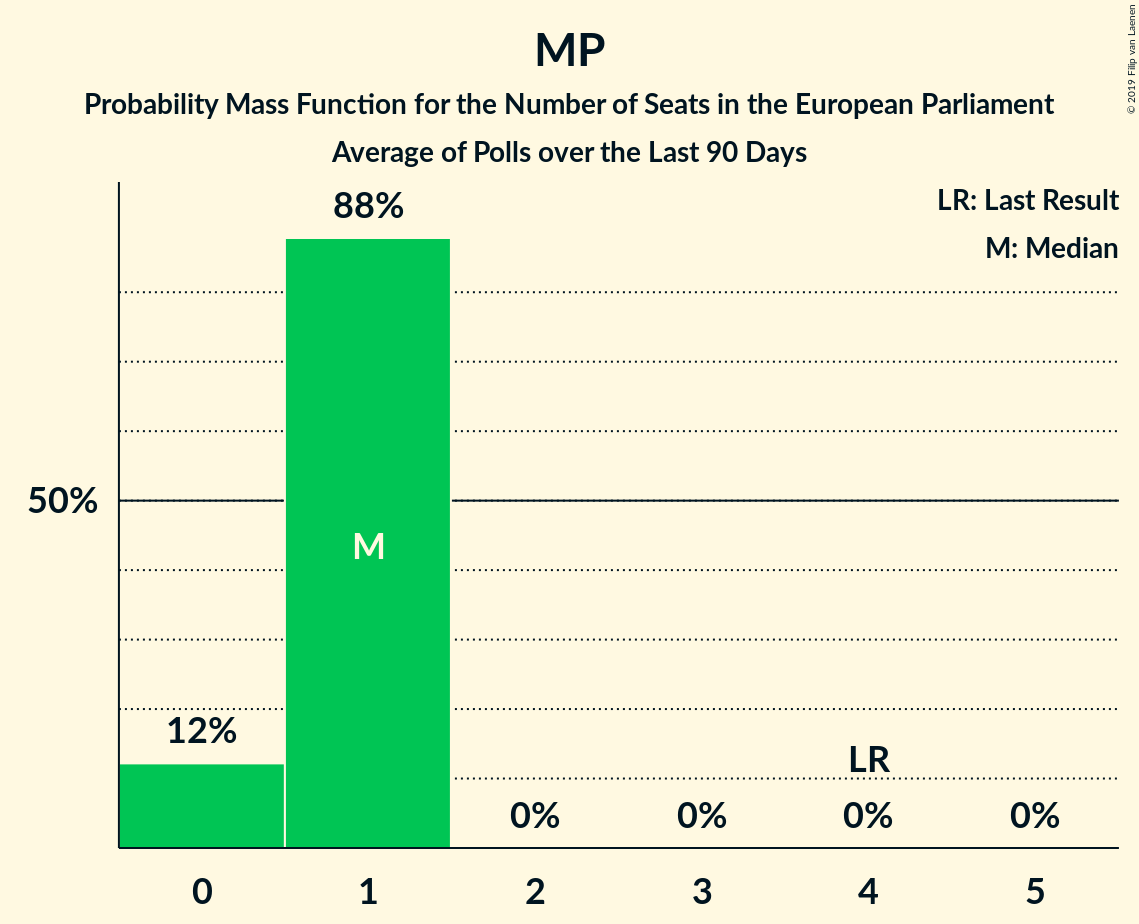 MP
Probability Mass Function for the Number of Seats in the European Parliament
Average of Polls over the Last 90 Days
© 2019 Filip van Laenen
LR: Last Result
M: Median
88%
50%
M
12%
LR
0%
0%
0%
0%
0
1
2
3
4
5